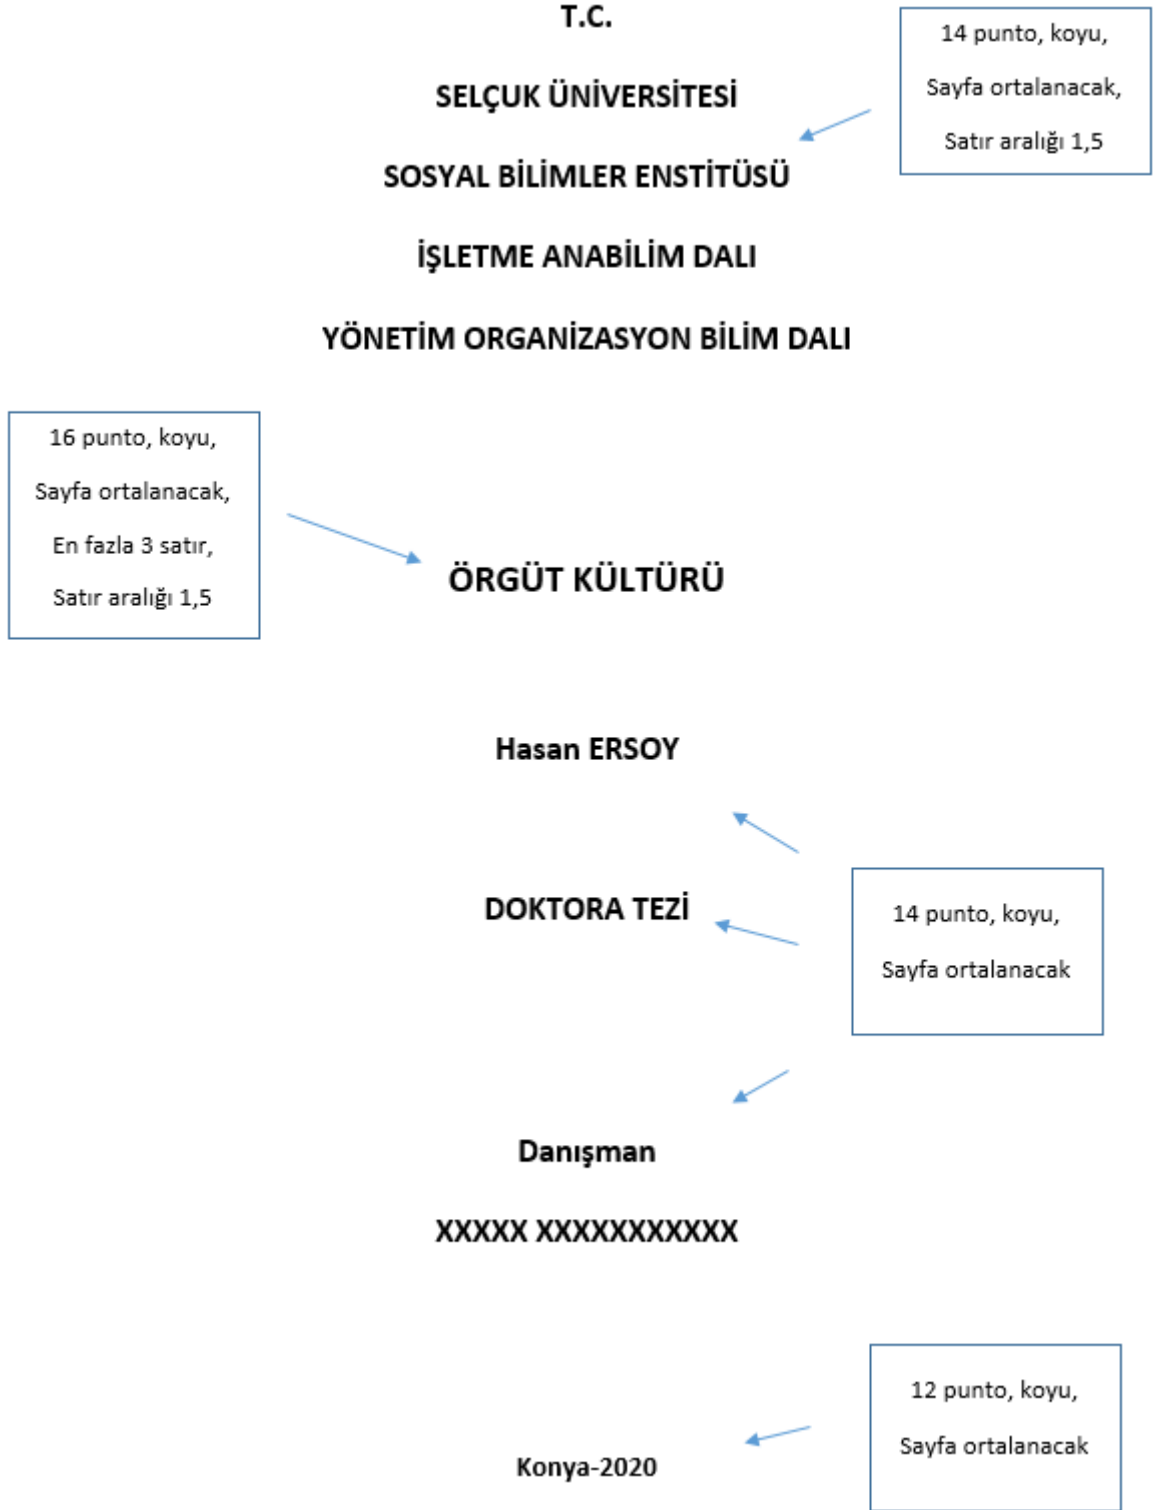 T.C.
14 punto, koyu,
Sayfa ortalanacak,
Satır aralığı 1,5
SELÇUK ÜNİVERSİTESİ
SOSYAL BİLİMLER ENSTİTÜSÜ
İŞLETME ANABİLİM DALI
YÖNETİM ORGANİZASYON BİLİM DALI
16 punto, koyu,
Sayfa ortalanacak,
En fazla 3 satır,
Satır aralığı 1,5
ÖRGÜT KÜLTÜRÜ
Hasan ERSOY
DOKTORA TEZİ
14 punto, koyu,
Sayfa ortalanacak
Danışman
XXXXX XXXXXXXXXXX
12 punto, koyu,
Sayfa ortalanacak
Konya-2020